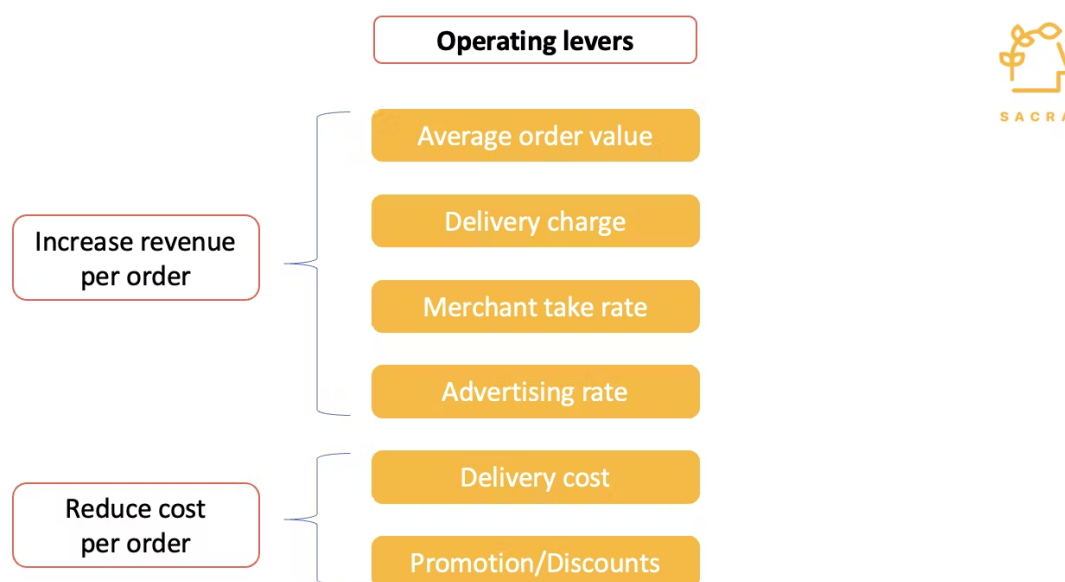 Operating levers
SACRA
Average order value
Delivery charge
Increase revenue
per order
Merchant take rate
Advertising rate
Delivery cost
Reduce cost
per order
Promotion/Discounts